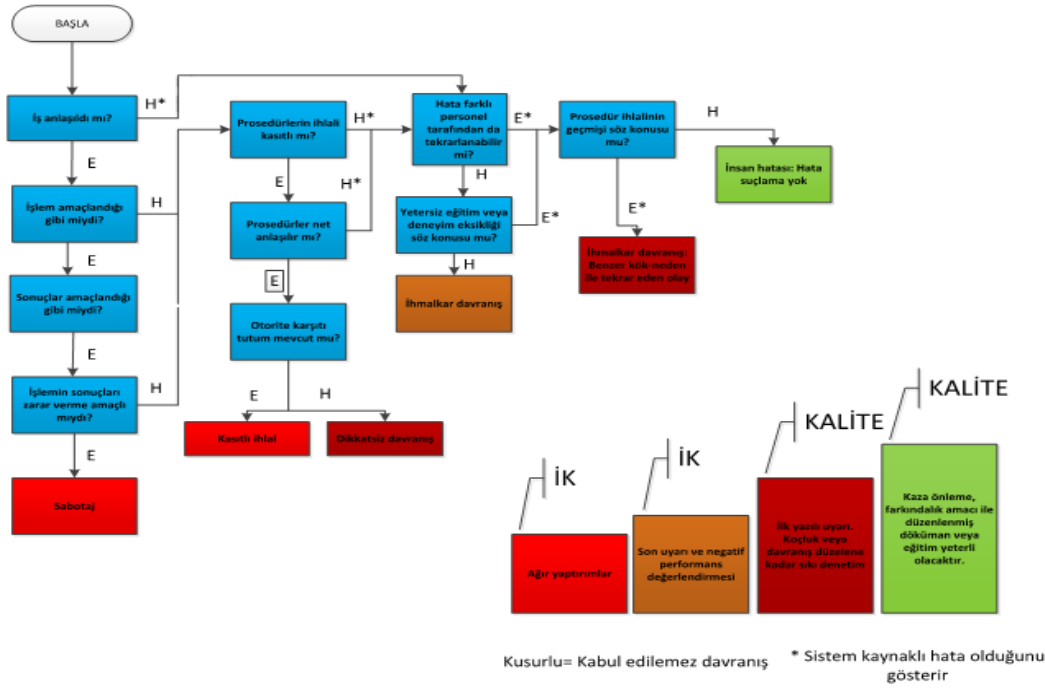 BAŞLA
İş anlaşıldı mı?
H*
E
İşlem amaçlandığı
gibi miydi?
H
E
Sonuçlar amaçlandığı
gibi miydi?
E
İşlemin sonuçları
zarar verme amaçlı
mıydı?
H
E
Sabotaj
Prosedürlerin ihlali
kasıtlı mı?
H*
E
H*
Prosedürler net
anlaşılır mı?
E
Otorite karşıtı
tutum mevcut mu?
E
H
Kasıtlı ihlal
Dikkatsiz davranış
Hata farklı
personel
tarafından da
tekrarlanabilir
mi?
E*
H
Yetersiz eğitim veya
deneyim eksikliği
söz konusu mu?
E*
H
İhmalkar davranış
Prosedür ihlalinin
geçmişi söz konusu
mu?
H
E*
İnsan hatası: Hata
suçlama yok
İhmalkar davranış:
Benzer kök-neden
ile tekrar eden olay
İK
Ağır yaptırımlar
İK
Son uyarı ve negatif
performans
değerlendirmesi
KALİTE
İlk yazılı uyarı.
Koçluk veya
davranış düzelene
kadar sıkı denetim
KALİTE
Kaza önleme,
farkındalık amacı ile
düzenlenmiş
döküman veya
eğitim yeterli
olacaktır.
Kusurlu= Kabul edilemez davranış
* Sistem kaynaklı hata olduğunu
gösterir